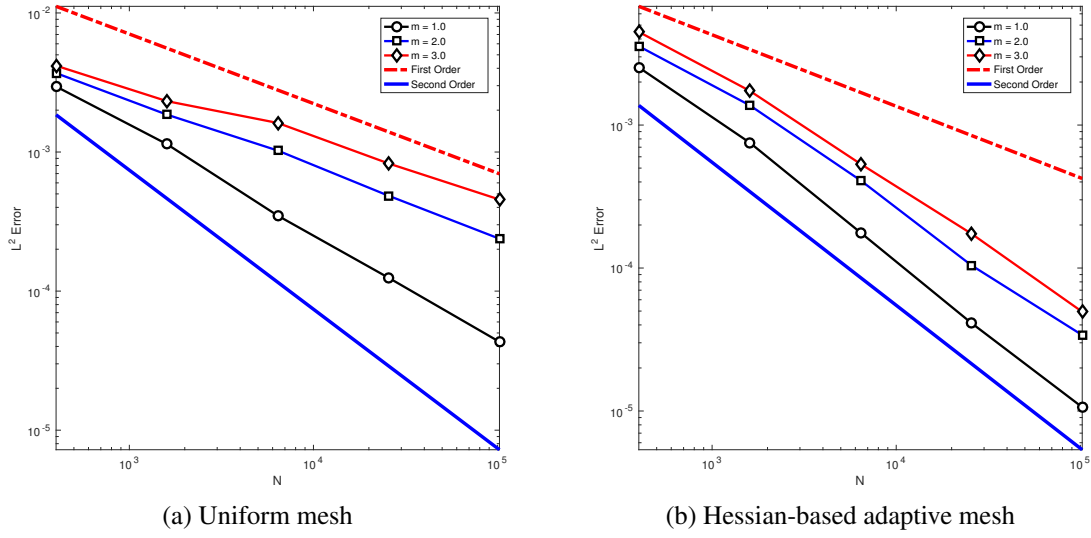 10⁻²
10⁻³
10⁻⁴
10⁻⁵
L² Error
10³
10⁴
10⁵
N
m = 1.0
m = 2.0
m = 3.0
First Order
Second Order
(a) Uniform mesh
10⁻³
10⁻⁴
10⁻⁵
L² Error
10³
10⁴
10⁵
N
m = 1.0
m = 2.0
m = 3.0
First Order
Second Order
(b) Hessian-based adaptive mesh